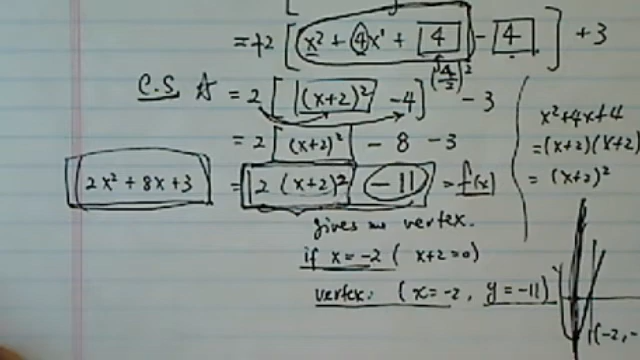 = +2 [ x² + 4x¹ + 4 - 4 ] + 3
(4/2)²
C.S. = 2 [ (x+2)² - 4 ] - 3
= 2 (x+2)² - 8 - 3
2x² + 8x + 3 = 2 (x+2)² - 11 = f(x)
gives vertex.
if x = -2 ( x+2=0)
vertex: ( x = -2, y = -11)
x² + 4x + 4
= (x+2)(x+2)
= (x+2)²
(-2, -